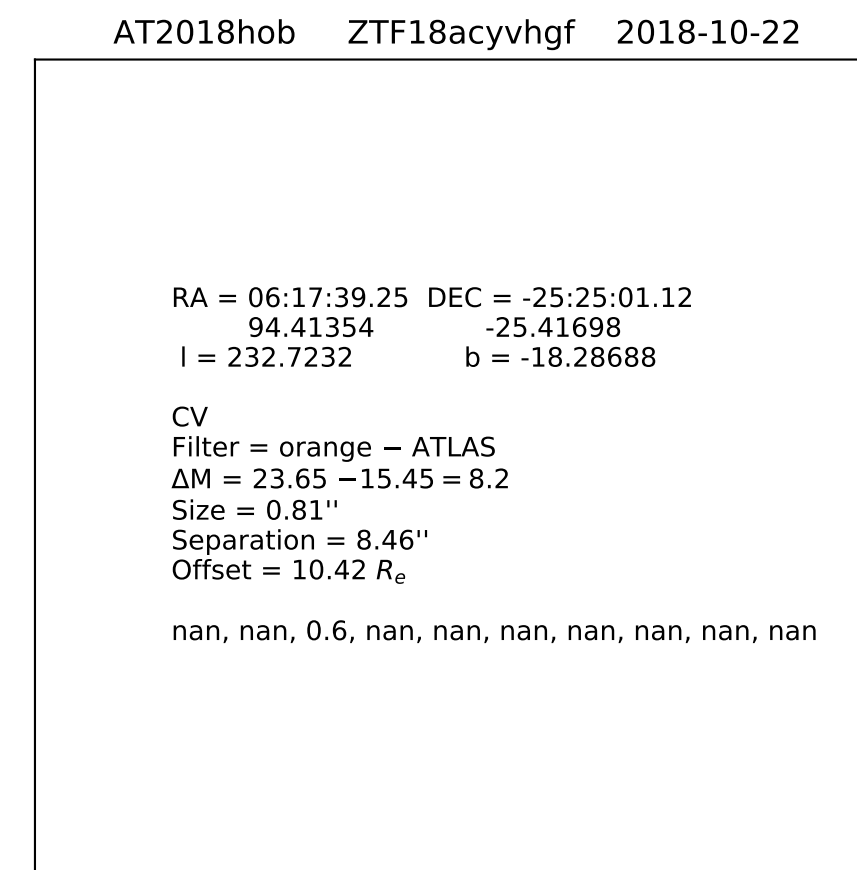 AT2018hob ZTF18acyvhgf 2018-10-22
RA = 06:17:39.25 DEC = -25:25:01.12
94.41354 -25.41698
l = 232.7232 b = -18.28688
CV
Filter = orange − ATLAS
ΔM = 23.65 −15.45 = 8.2
Size = 0.81''
Separation = 8.46''
Offset = 10.42 Re
nan, nan, 0.6, nan, nan, nan, nan, nan, nan, nan